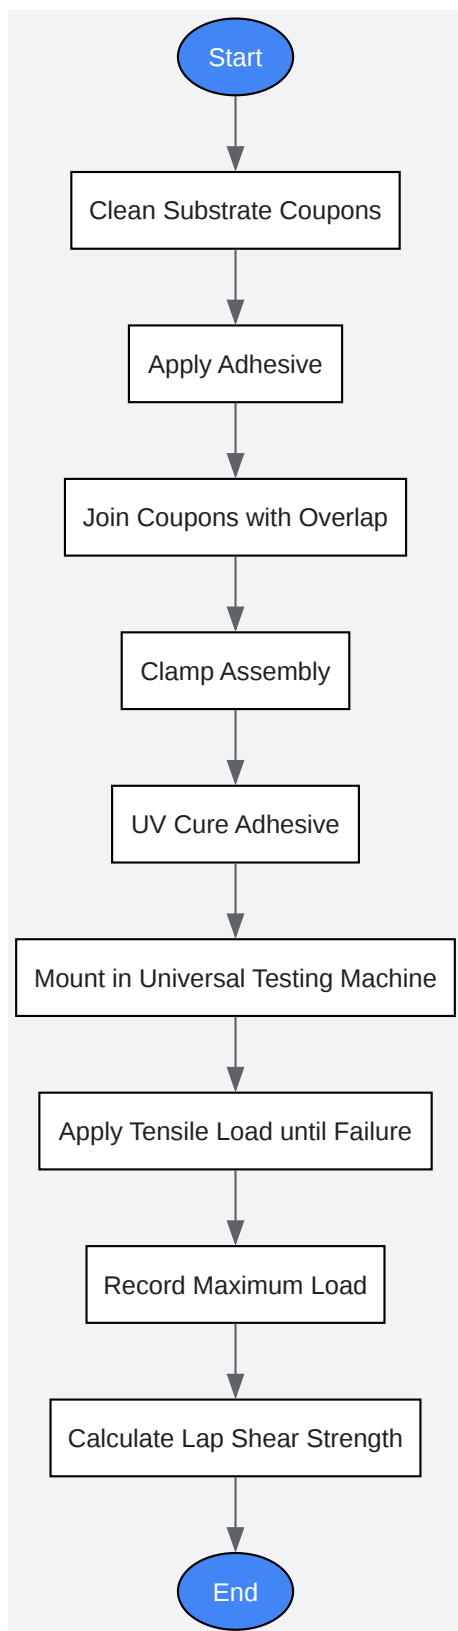 Start
Clean Substrate Coupons
Apply Adhesive
Join Coupons with Overlap
Clamp Assembly
UV Cure Adhesive
Mount in Universal Testing Machine
Apply Tensile Load until Failure
Record Maximum Load
Calculate Lap Shear Strength
End